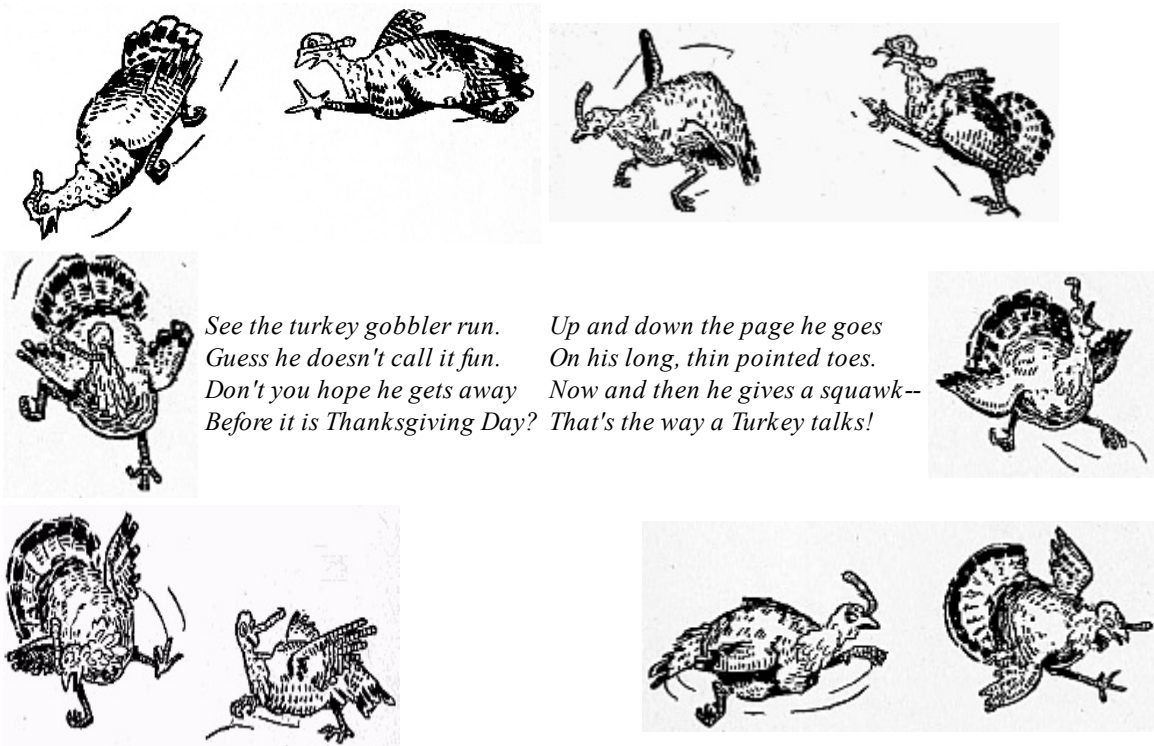 See the turkey gobbler run.
Guess he doesn't call it fun.
Don't you hope he gets away
Before it is Thanksgiving Day?
Up and down the page he goes
On his long, thin pointed toes.
Now and then he gives a squawk--
That's the way a Turkey talks!